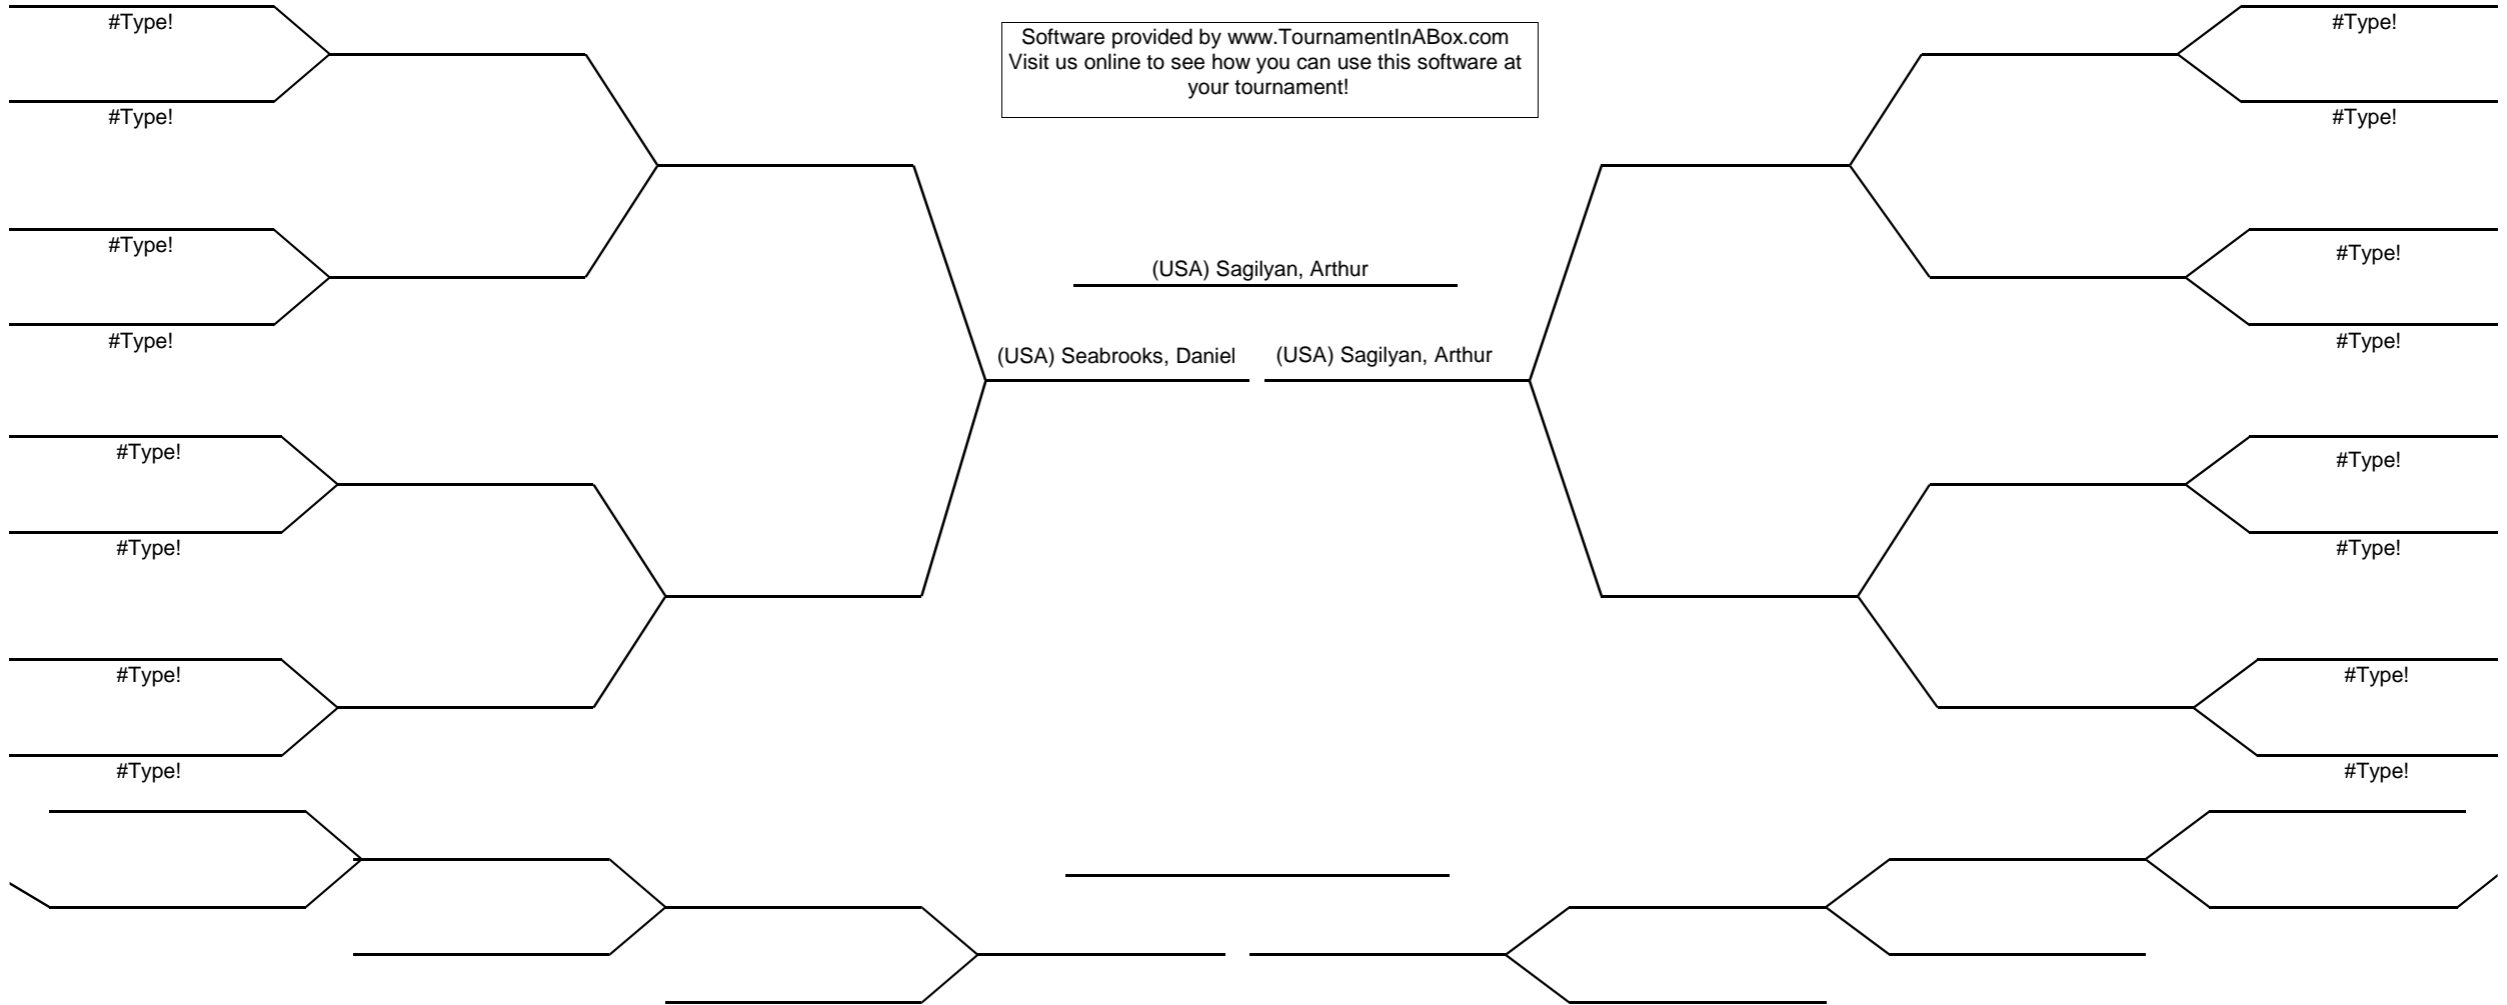 #Type!
#Type!
Software provided by www.TournamentInABox.com
Visit us online to see how you can use this software at
your tournament!
#Type!
#Type!
#Type!
#Type!
(USA) Sagilyan, Arthur
#Type!
#Type!
(USA) Seabrooks, Daniel
(USA) Sagilyan, Arthur
#Type!
#Type!
#Type!
#Type!
#Type!
#Type!
#Type!
#Type!